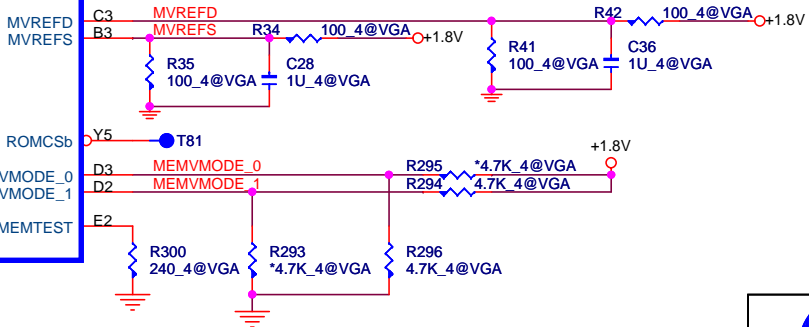 MVREFD C3 MVREFD R42 100_4@VGA +1.8V
MVREFS B3 MVREFS R34 100_4@VGA +1.8V
R35
100_4@VGA
C28
1U_4@VGA
R41
100_4@VGA
C36
1U_4@VGA
ROMCSb Y5 T81
+1.8V
VMODE_0 D3 MEMVMODE_0 R295 *4.7K_4@VGA
VMODE_1 D2 MEMVMODE_1 R294 4.7K_4@VGA
MEMTEST E2
R300
240_4@VGA
R293
*4.7K_4@VGA
R296
4.7K_4@VGA